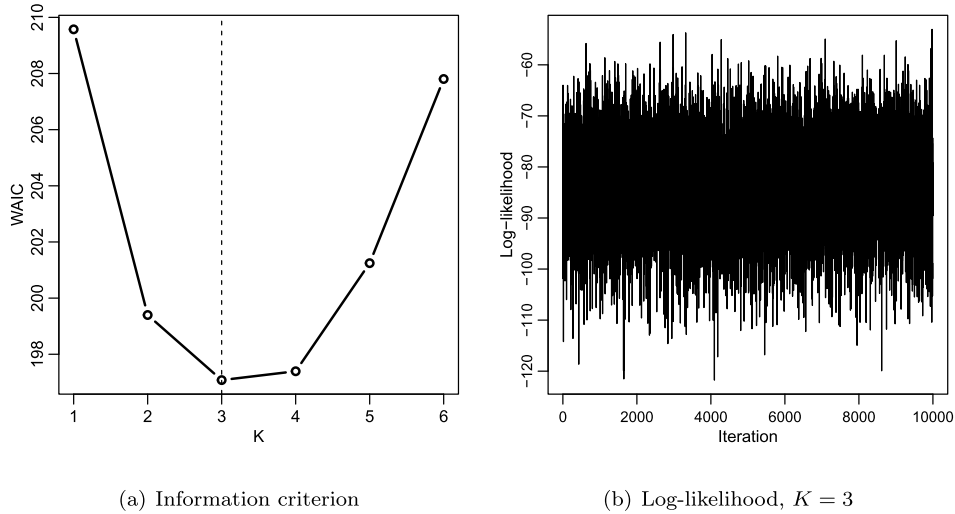 210
208
206
204
202
200
198
WAIC
1 2 3 4 5 6
K
−60
−70
−80
−90
−100
−110
−120
Log−likelihood
0 2000 4000 6000 8000 10000
Iteration
(a) Information criterion
(b) Log-likelihood, K = 3